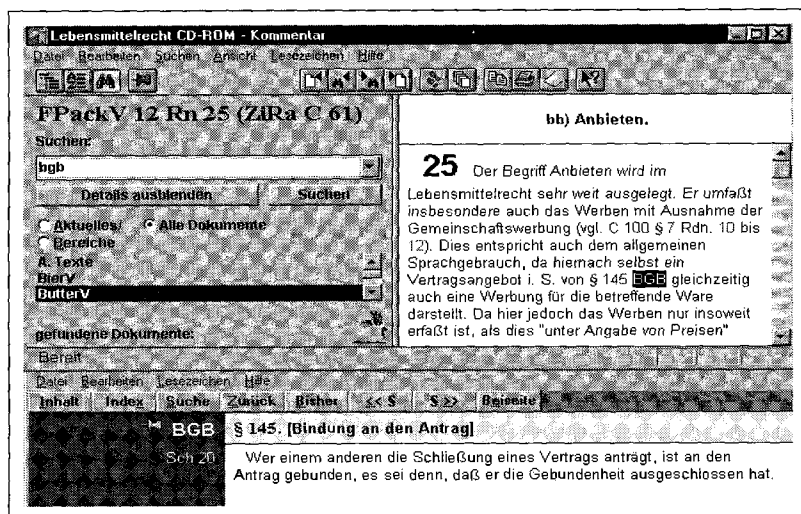 Lebensmittelrecht CD-ROM - Kommentar
Datei Bearbeiten Suchen Ansicht Lesezeichen Hilfe
FPackV 12 Rn 25 (ZiRa C 61)
Suchen:
bgb
Details ausblenden Suchen
Aktuelles/ Alle Dokumente
Bereiche
A. Texte
BierV
ButterV
gefundene Dokumente:
bb) Anbieten.
25 Der Begriff Anbieten wird im
Lebensmittelrecht sehr weit ausgelegt. Er umfaßt
insbesondere auch das Werben mit Ausnahme der
Gemeinschaftswerbung (vgl. C 100 § 7 Rdn. 10 bis
12). Dies entspricht auch dem allgemeinen
Sprachgebrauch, da hiernach selbst ein
Vertragsangebot i. S. von § 145 BGB gleichzeitig
auch eine Werbung für die betreffende Ware
darstellt. Da hier jedoch das Werben nur insoweit
erfaßt ist, als dies "unter Angabe von Preisen"
Bereit
Datei Bearbeiten Lesezeichen Hilfe
Inhalt Index Suche Zurück Bisher << S S >> Beiseite
BGB
Sch 20
§ 145. [Bindung an den Antrag]
Wer einem anderen die Schließung eines Vertrags anträgt, ist an den
Antrag gebunden, es sei denn, daß er die Gebundenheit ausgeschlossen hat.